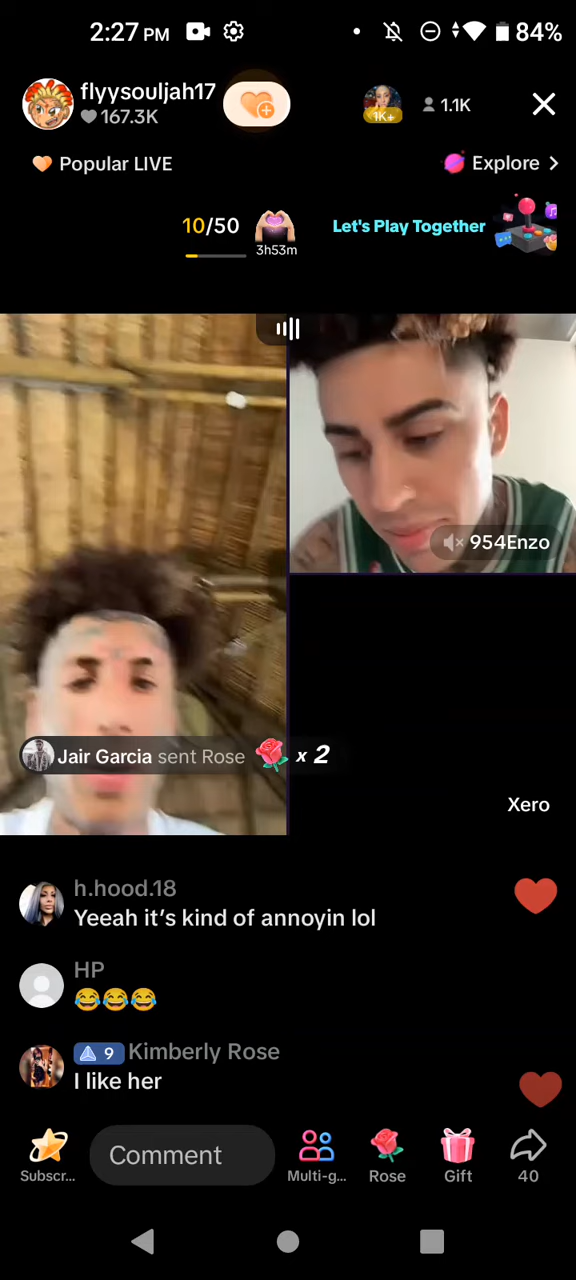 2:27 PM
84%
flyysouljah17
167.3K
1K+
1.1K
Popular LIVE
Explore >
10/50
3h53m
Let's Play Together
954Enzo
Jair Garcia sent Rose x 2
Xero
h.hood.18
Yeeah it's kind of annoyin lol
HP
😂😂😂
9 Kimberly Rose
I like her
Comment
Subscr...
Multi-g...
Rose
Gift
40